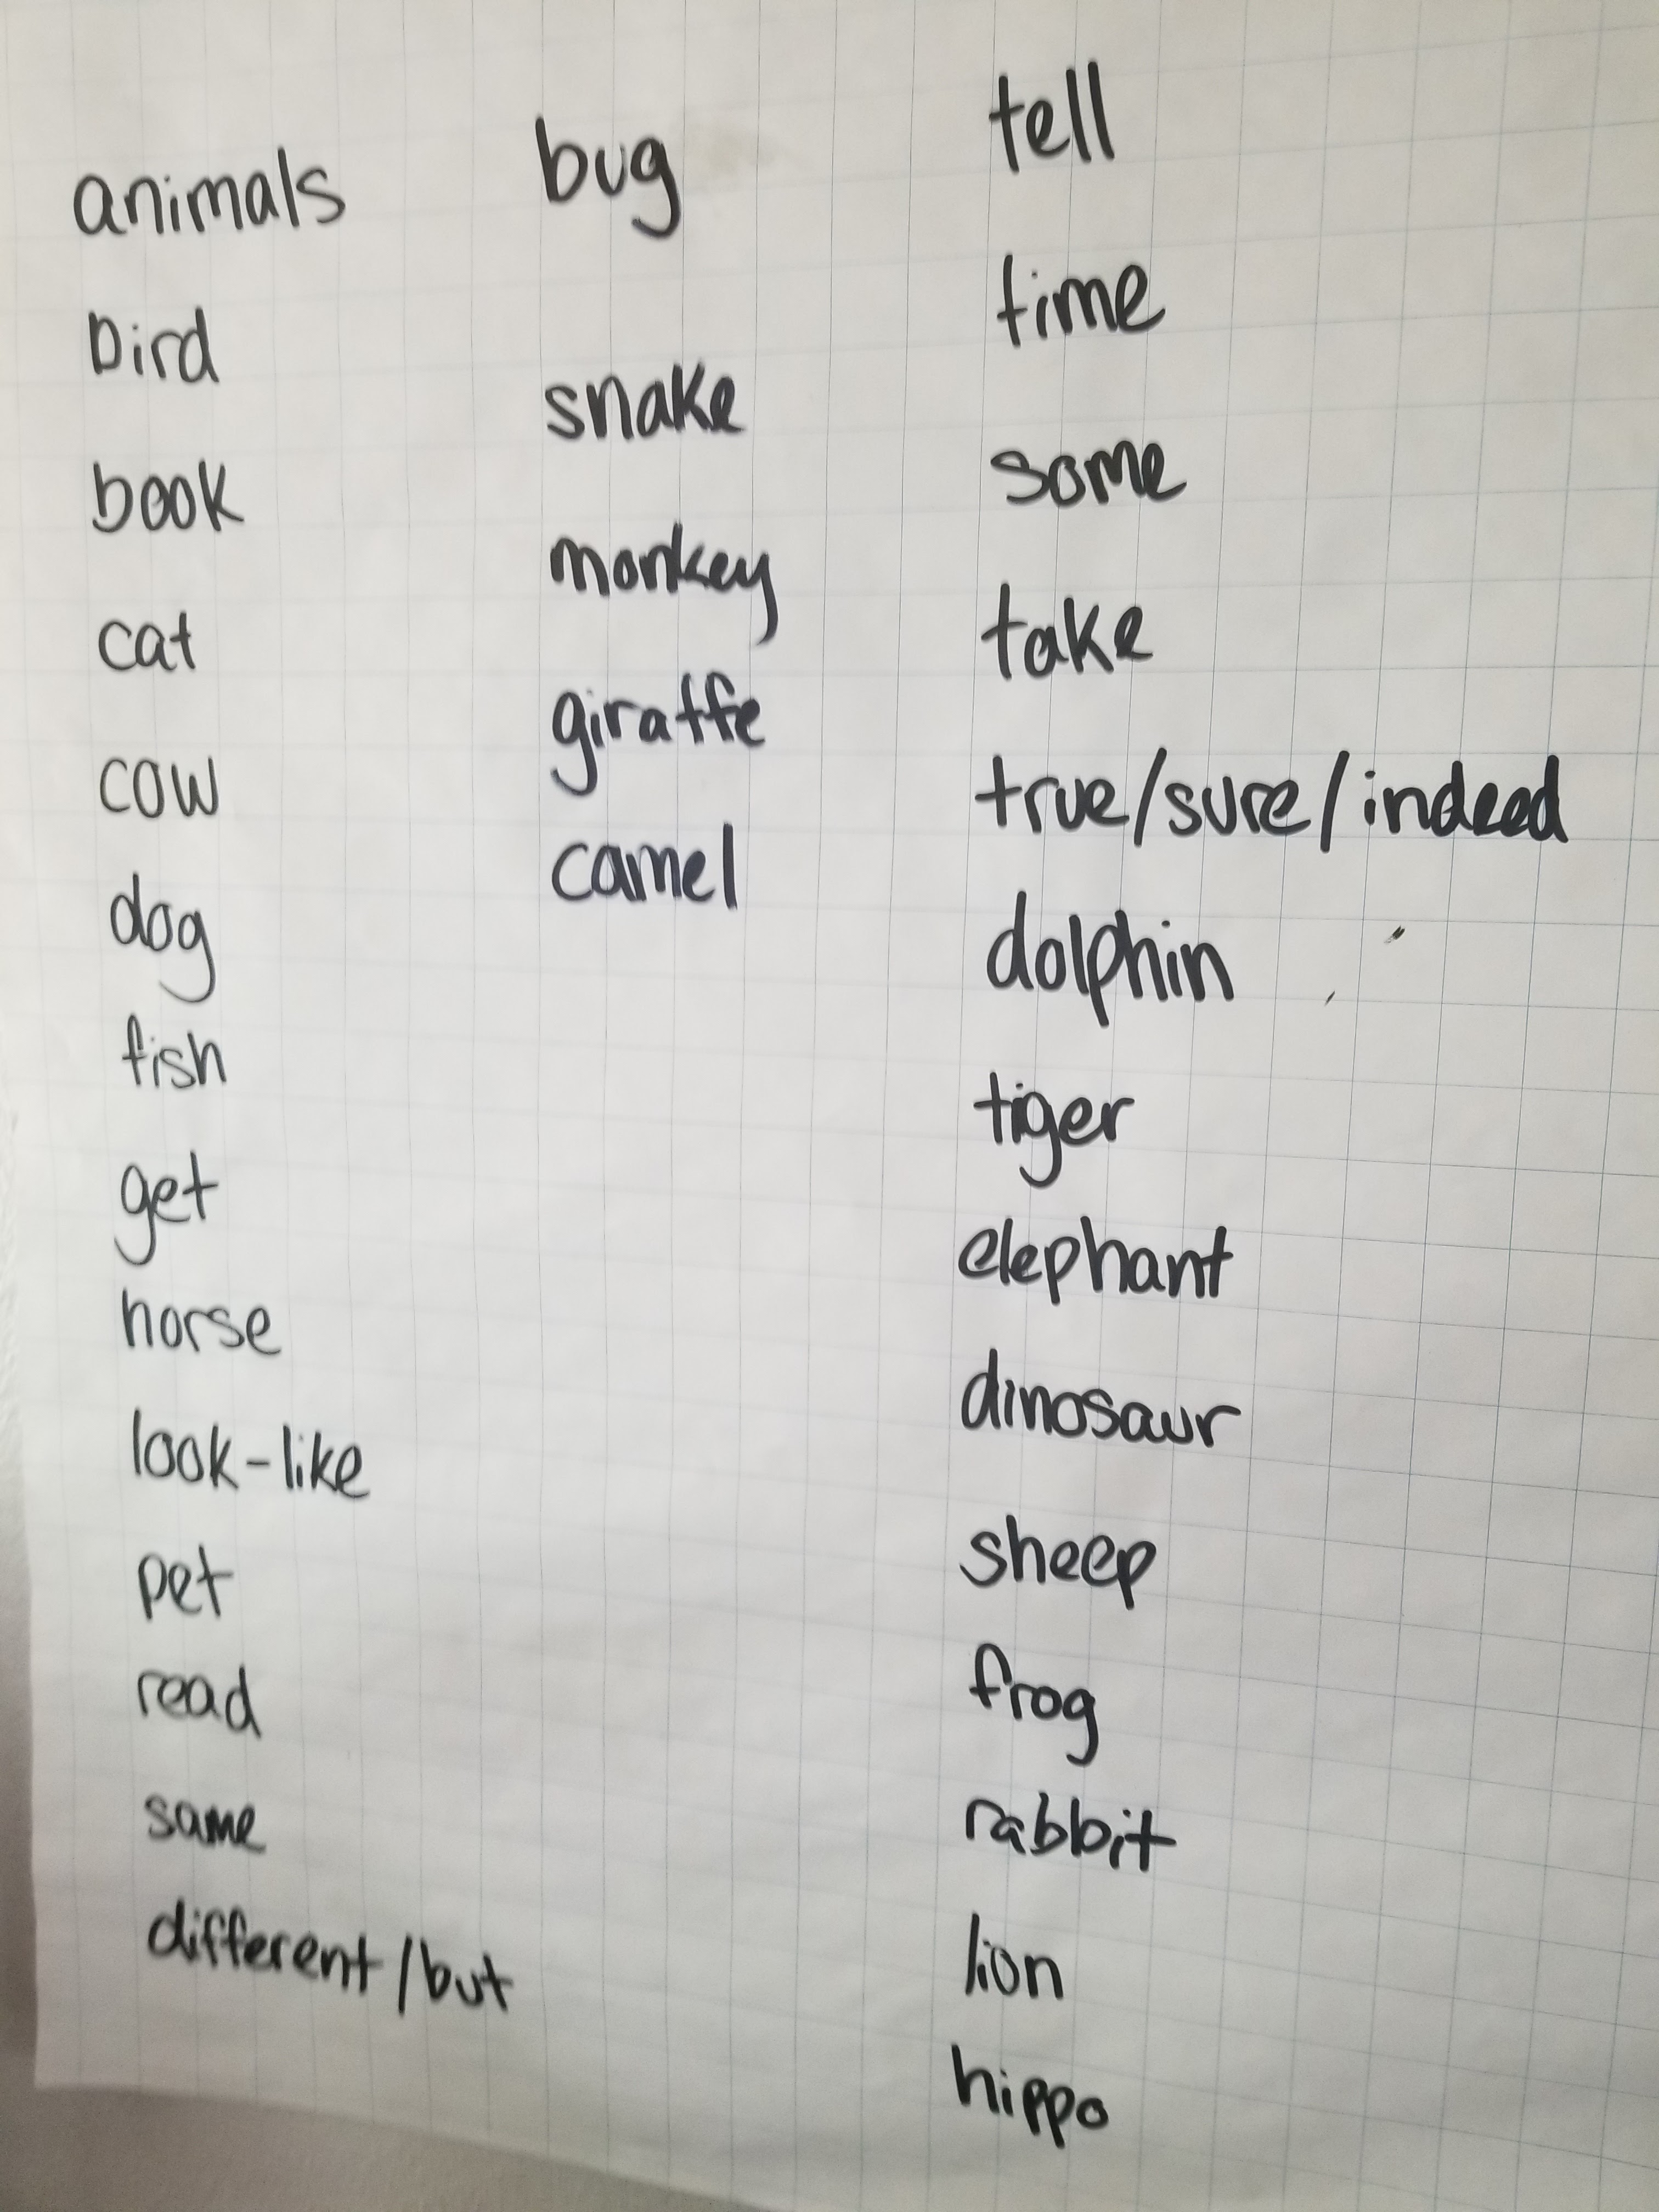 animals
bird
book
cat
cow
dog
fish
get
horse
look-like
pet
read
same
different/but
bug
snake
monkey
giraffe
camel
tell
time
some
take
true/sure/indeed
dolphin
tiger
elephant
dinosaur
sheep
frog
rabbit
lion
hippo